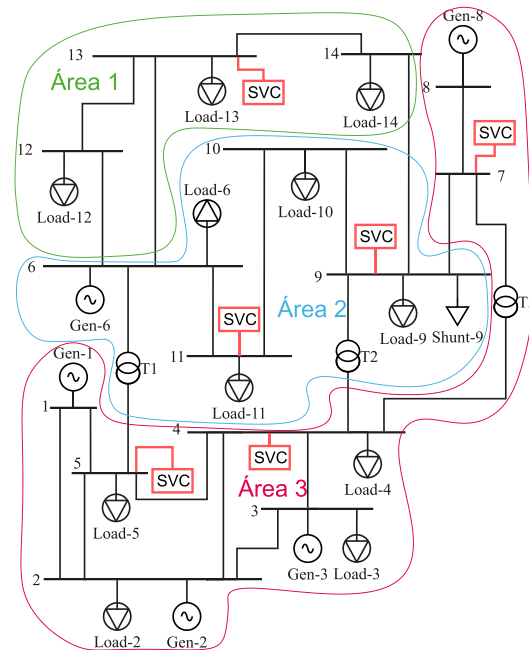 Gen-8
13
14
8
Área 1
SVC
Load-13
Load-14
SVC
12
10
7
Load-6
Load-12
Load-10
6
SVC
9
Gen-6
SVC
Área 2
T
Load-9
Shunt-9
11
T1
T2
Gen-1
Load-11
1
4
5
SVC
SVC
Área 3
Load-4
Load-5
3
2
Gen-3
Load-3
Load-2
Gen-2